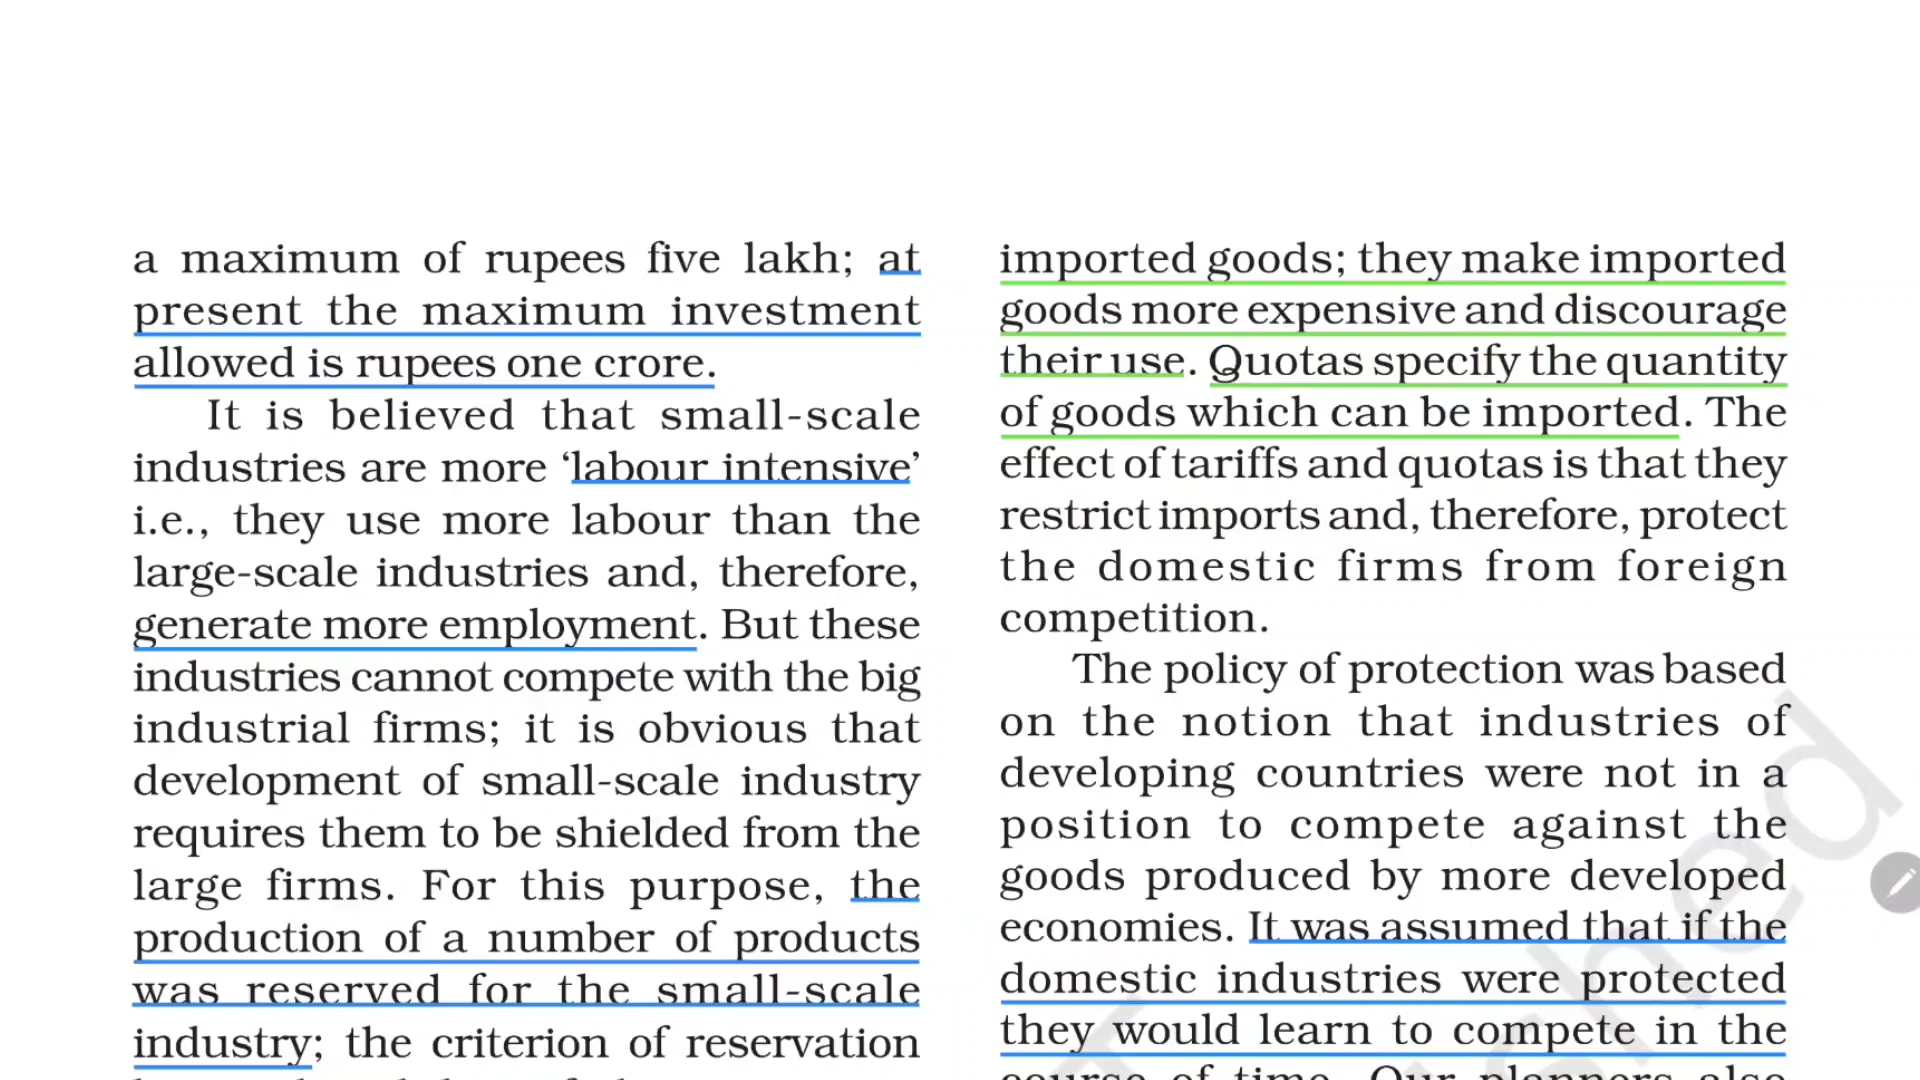 a maximum of rupees five lakh; at
present the maximum investment
allowed is rupees one crore.
It is believed that small-scale
industries are more ‘labour intensive’
i.e., they use more labour than the
large-scale industries and, therefore,
generate more employment. But these
industries cannot compete with the big
industrial firms; it is obvious that
development of small-scale industry
requires them to be shielded from the
large firms. For this purpose, the
production of a number of products
was reserved for the small-scale
industry; the criterion of reservation
imported goods; they make imported
goods more expensive and discourage
their use. Quotas specify the quantity
of goods which can be imported. The
effect of tariffs and quotas is that they
restrict imports and, therefore, protect
the domestic firms from foreign
competition.
The policy of protection was based
on the notion that industries of
developing countries were not in a
position to compete against the
goods produced by more developed
economies. It was assumed that if the
domestic industries were protected
they would learn to compete in the
course of time. Our planners also